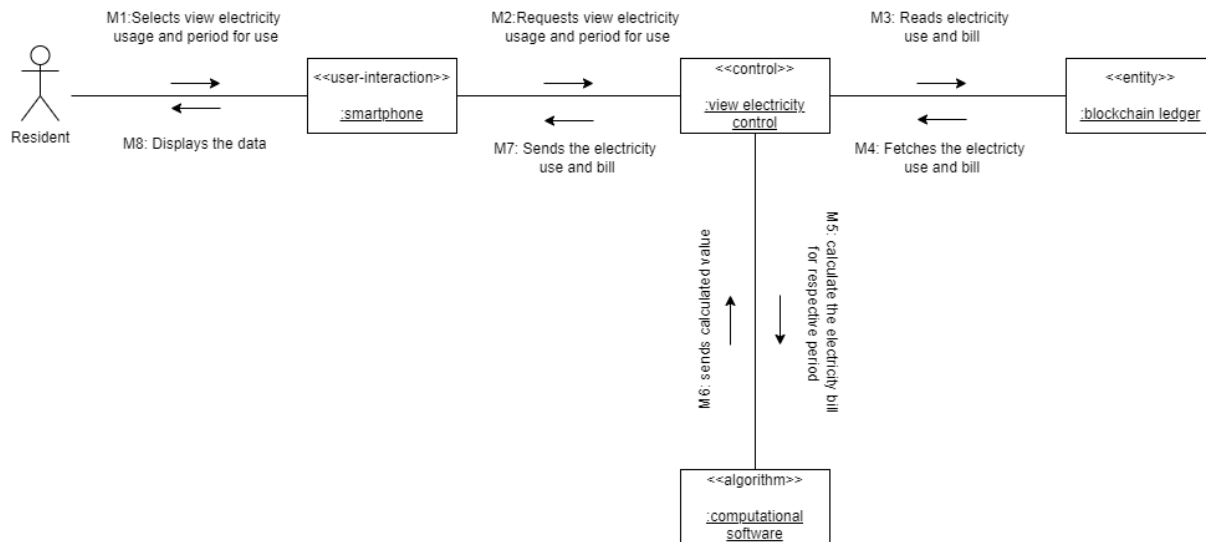 M1:Selects view electricity
usage and period for use
M2:Requests view electricity
usage and period for use
M3: Reads electricity
use and bill
<<user-interaction>>
:smartphone
<<control>>
:view electricity
control
<<entity>>
:blockchain ledger
Resident
M8: Displays the data
M7: Sends the electricity
use and bill
M4: Fetches the electricty
use and bill
M6: sends calculated value
M5: calculate the electricity bill
for respective period
<<algorithm>>
:computational
software